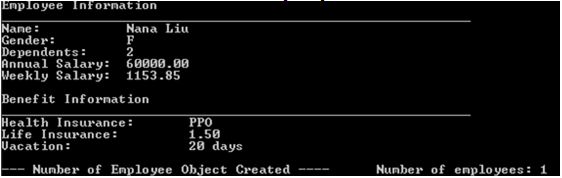 Employee Information
Name: Nana Liu
Gender: F
Dependents: 2
Annual Salary: 60000.00
Weekly Salary: 1153.85
Benefit Information
Health Insurance: PPO
Life Insurance: 1.50
Vacation: 20 days
--- Number of Employee Object Created ---- Number of employees: 1